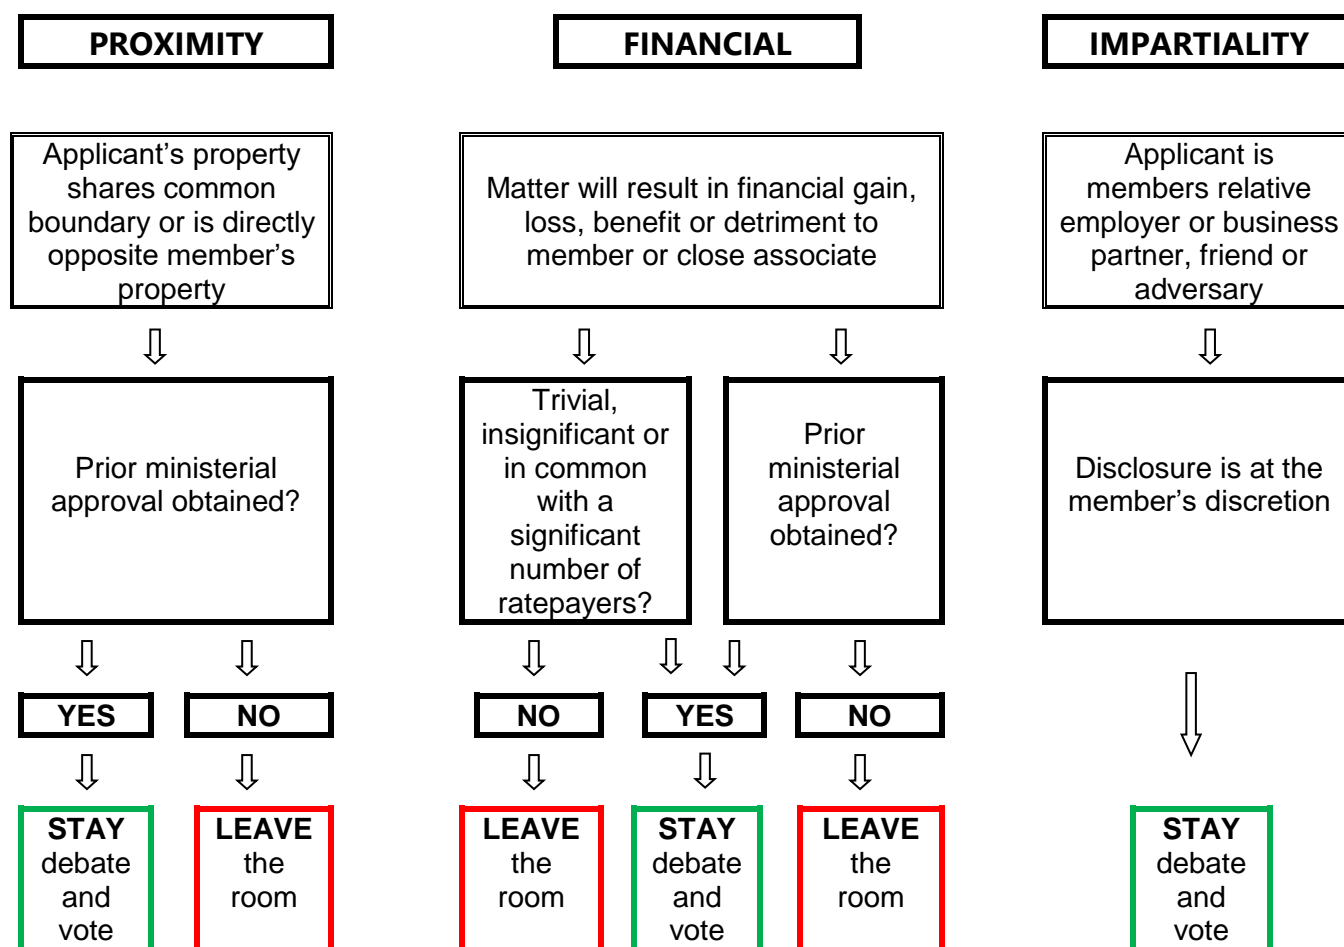 PROXIMITY
FINANCIAL
IMPARTIALITY
Applicant’s property
shares common
boundary or is directly
opposite member’s
property
Matter will result in financial gain,
loss, benefit or detriment to
member or close associate
Applicant is
members relative
employer or business
partner, friend or
adversary
Prior ministerial
approval obtained?
Trivial,
insignificant or
in common
with a
significant
number of
ratepayers?
Prior
ministerial
approval
obtained?
Disclosure is at the
member’s discretion
YES
NO
NO
YES
NO
STAY
debate
and
vote
LEAVE
the
room
LEAVE
the
room
STAY
debate
and
vote
LEAVE
the
room
STAY
debate
and
vote